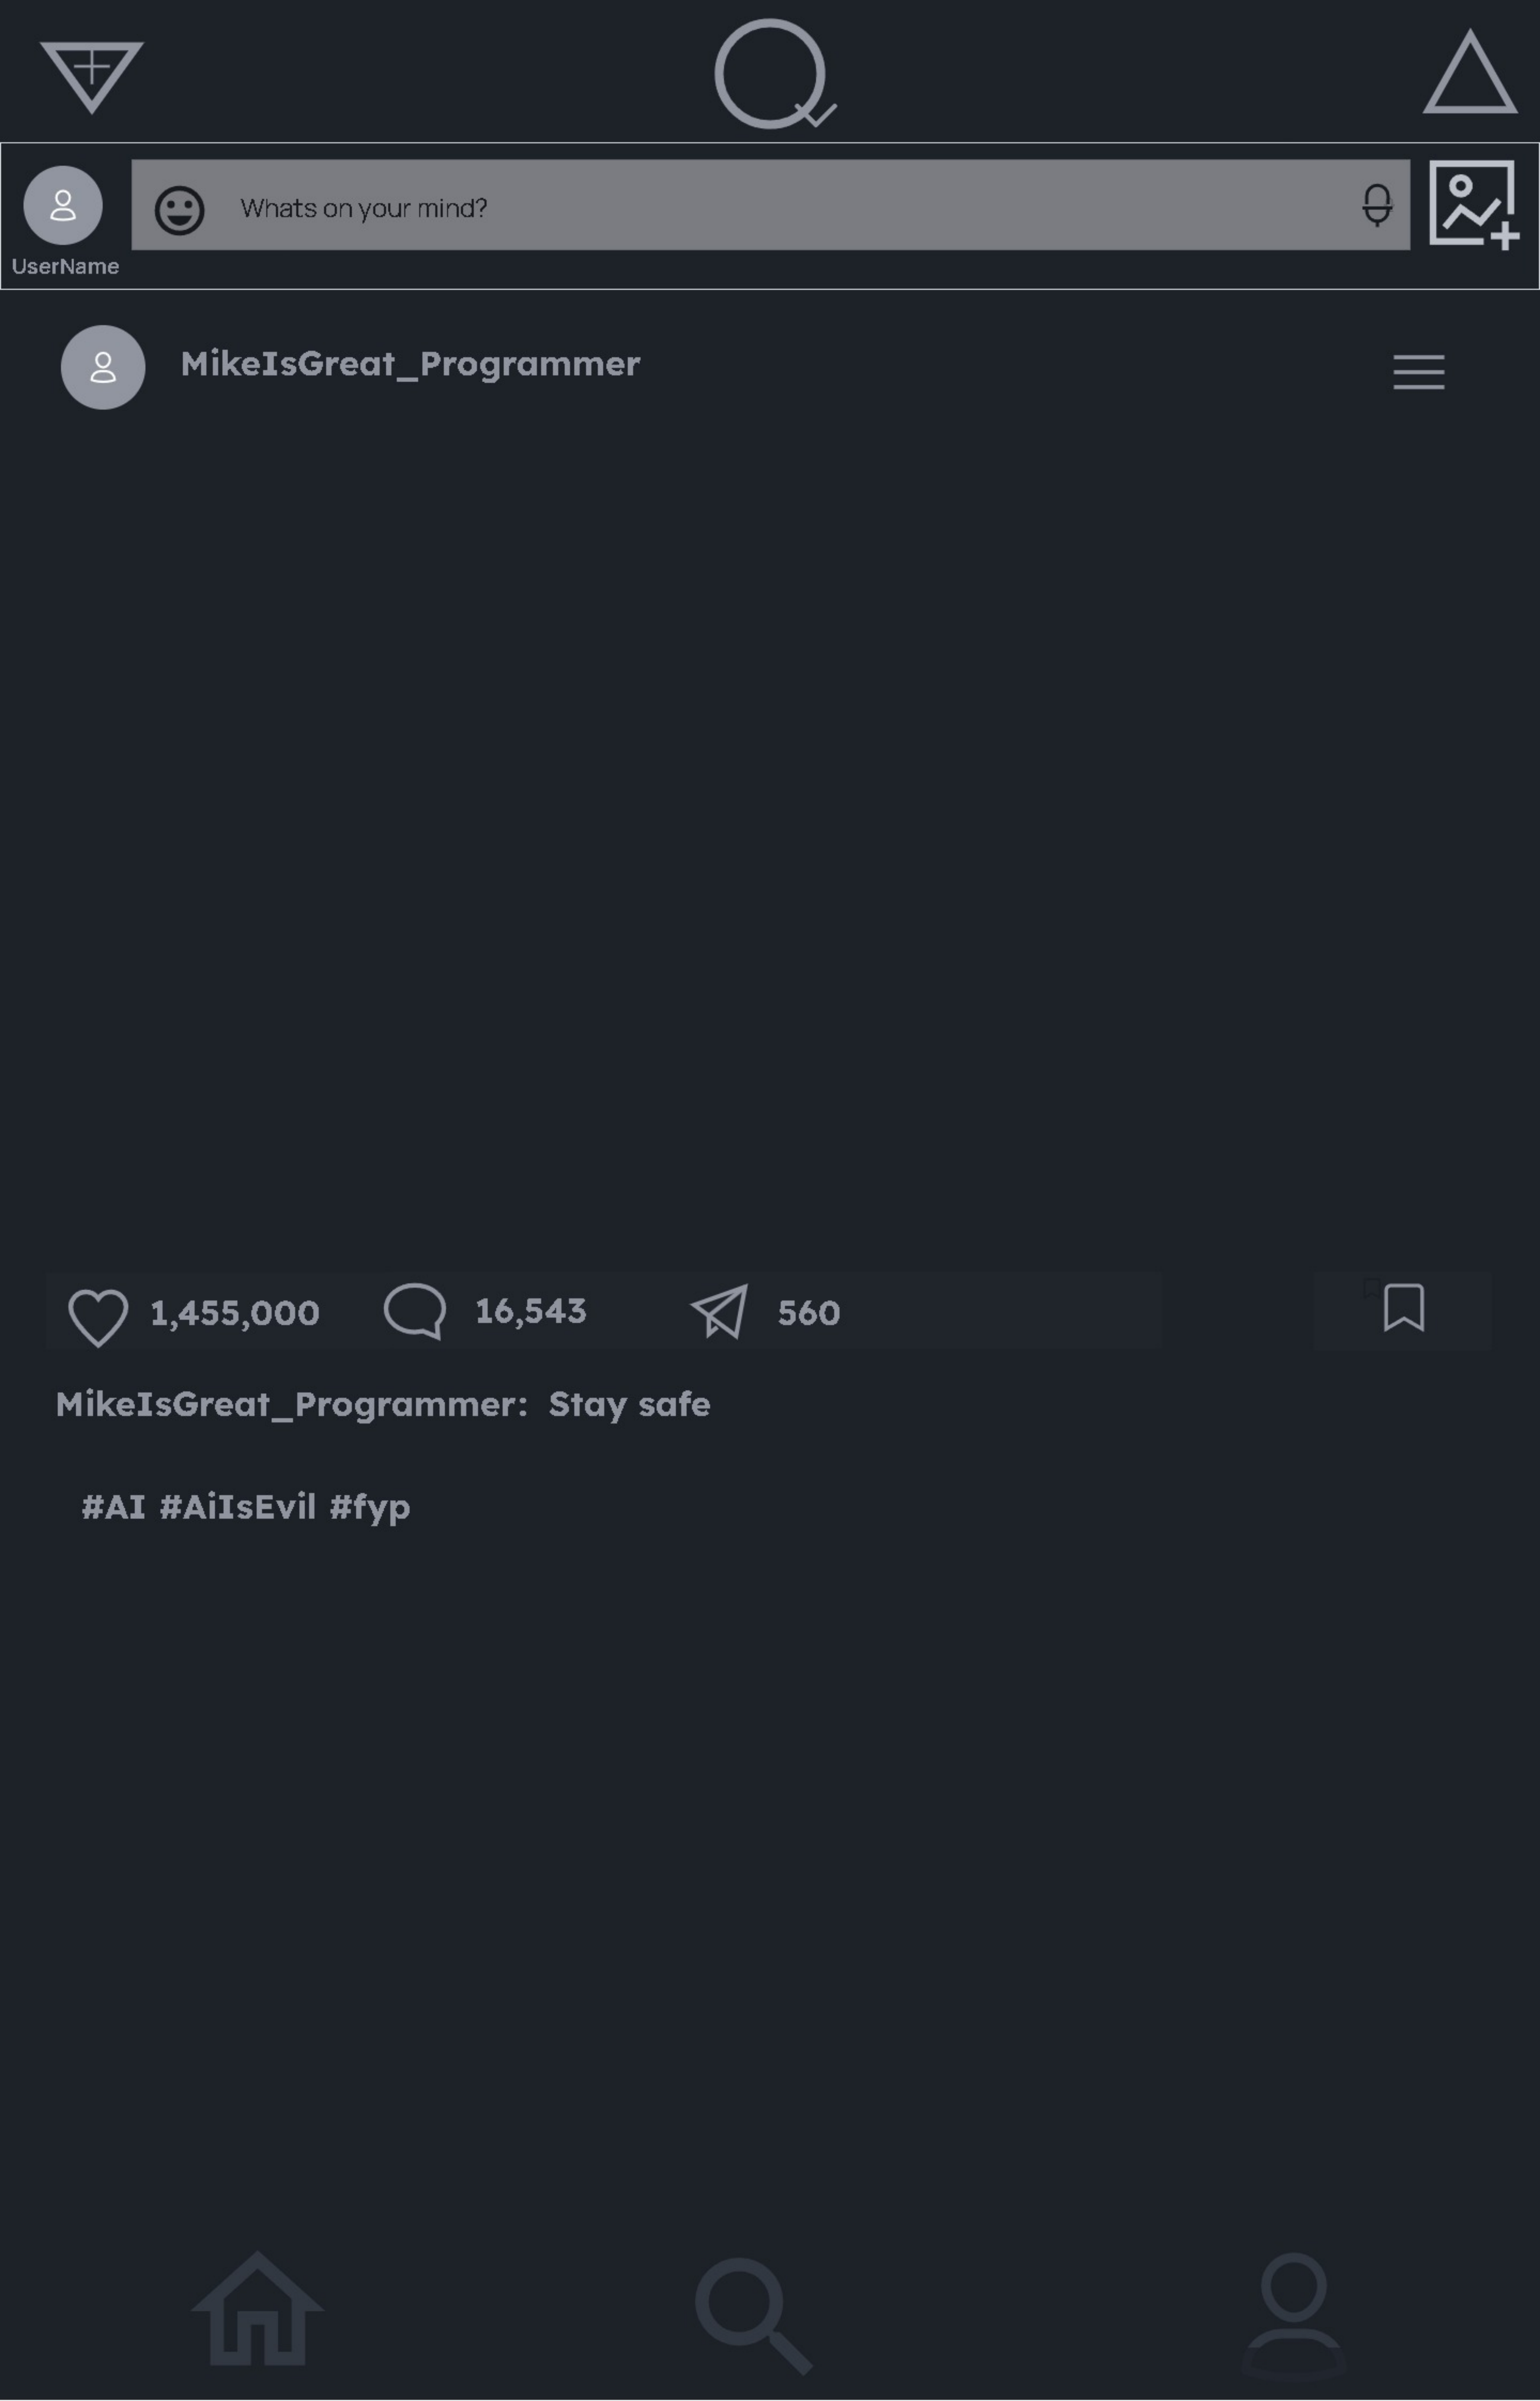 Whats on your mind?
UserName
MikeIsGreat_Programmer
1,455,000 16,543 560
MikeIsGreat_Programmer: Stay safe
#AI #AiIsEvil #fyp